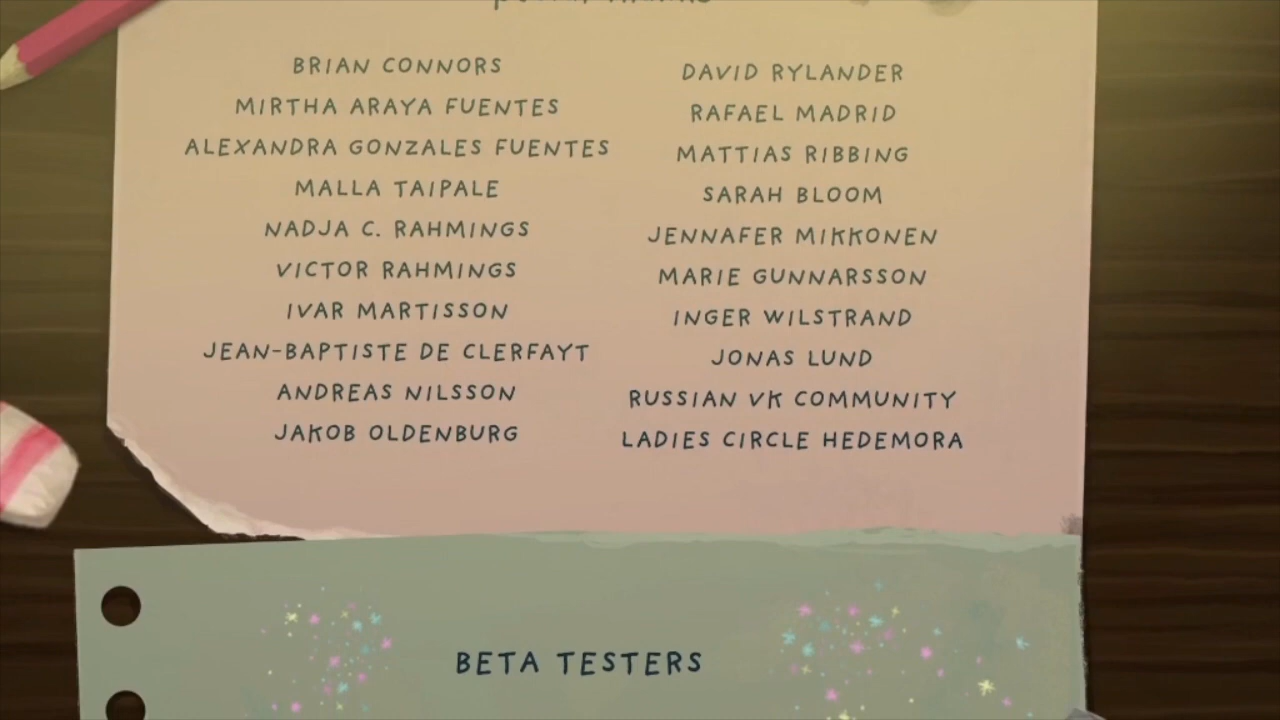 BRIAN CONNORS
MIRTHA ARAYA FUENTES
ALEXANDRA GONZALES FUENTES
MALLA TAIPALE
NADJA C. RAHMINGS
VICTOR RAHMINGS
IVAR MARTISSON
JEAN-BAPTISTE DE CLERFAYT
ANDREAS NILSSON
JAKOB OLDENBURG
DAVID RYLANDER
RAFAEL MADRID
MATTIAS RIBBING
SARAH BLOOM
JENNAFER MIKKONEN
MARIE GUNNARSSON
INGER WILSTRAND
JONAS LUND
RUSSIAN VK COMMUNITY
LADIES CIRCLE HEDEMORA
BETA TESTERS